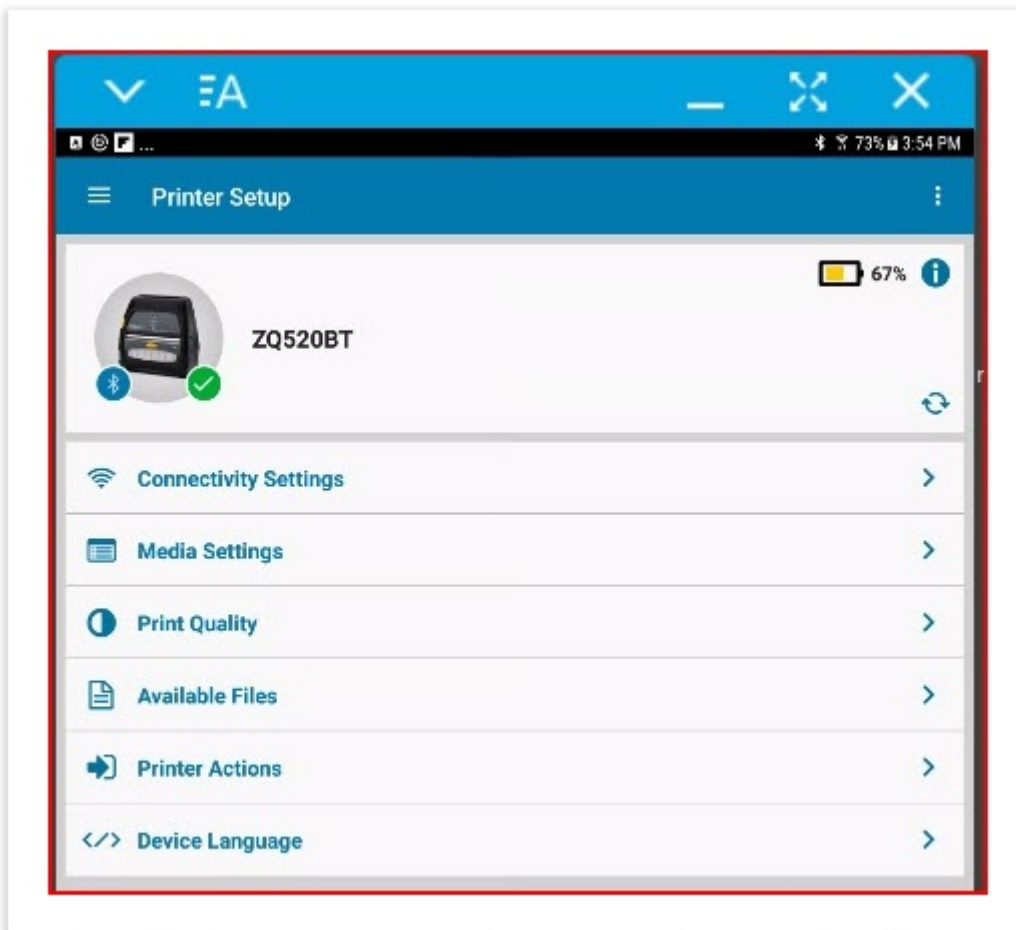 A
... 73% 3:54 PM
Printer Setup
67%
ZQ520BT
r
Connectivity Settings
Media Settings
Print Quality
Available Files
Printer Actions
Device Language